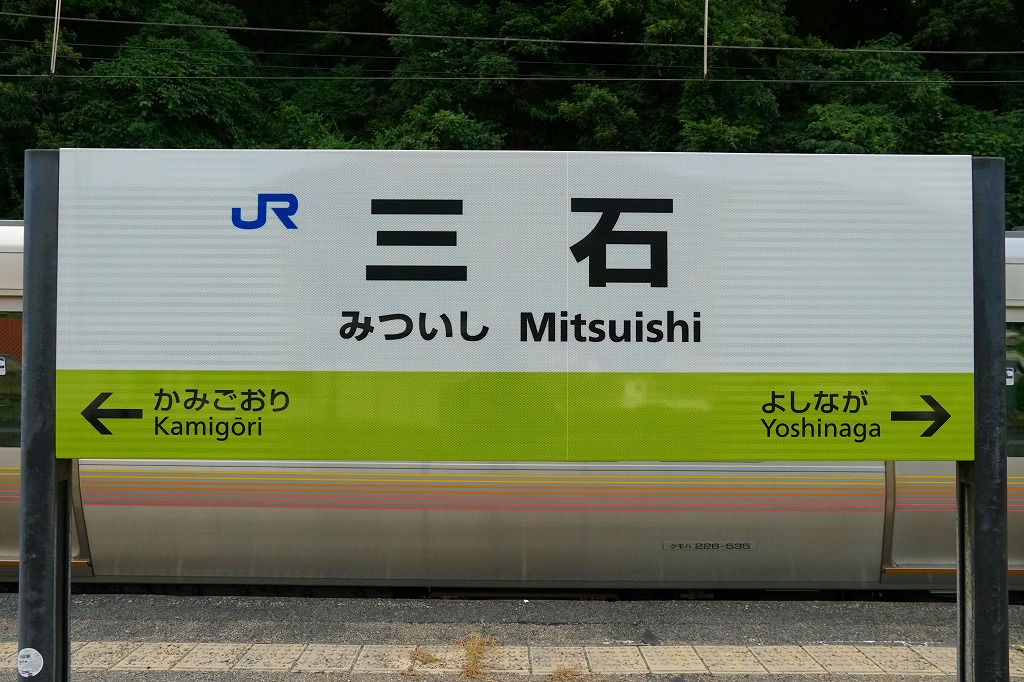 JR 三石
みついし Mitsuishi
かみごおり
Kamigōri
よしなが
Yoshinaga
クモハ 226-535